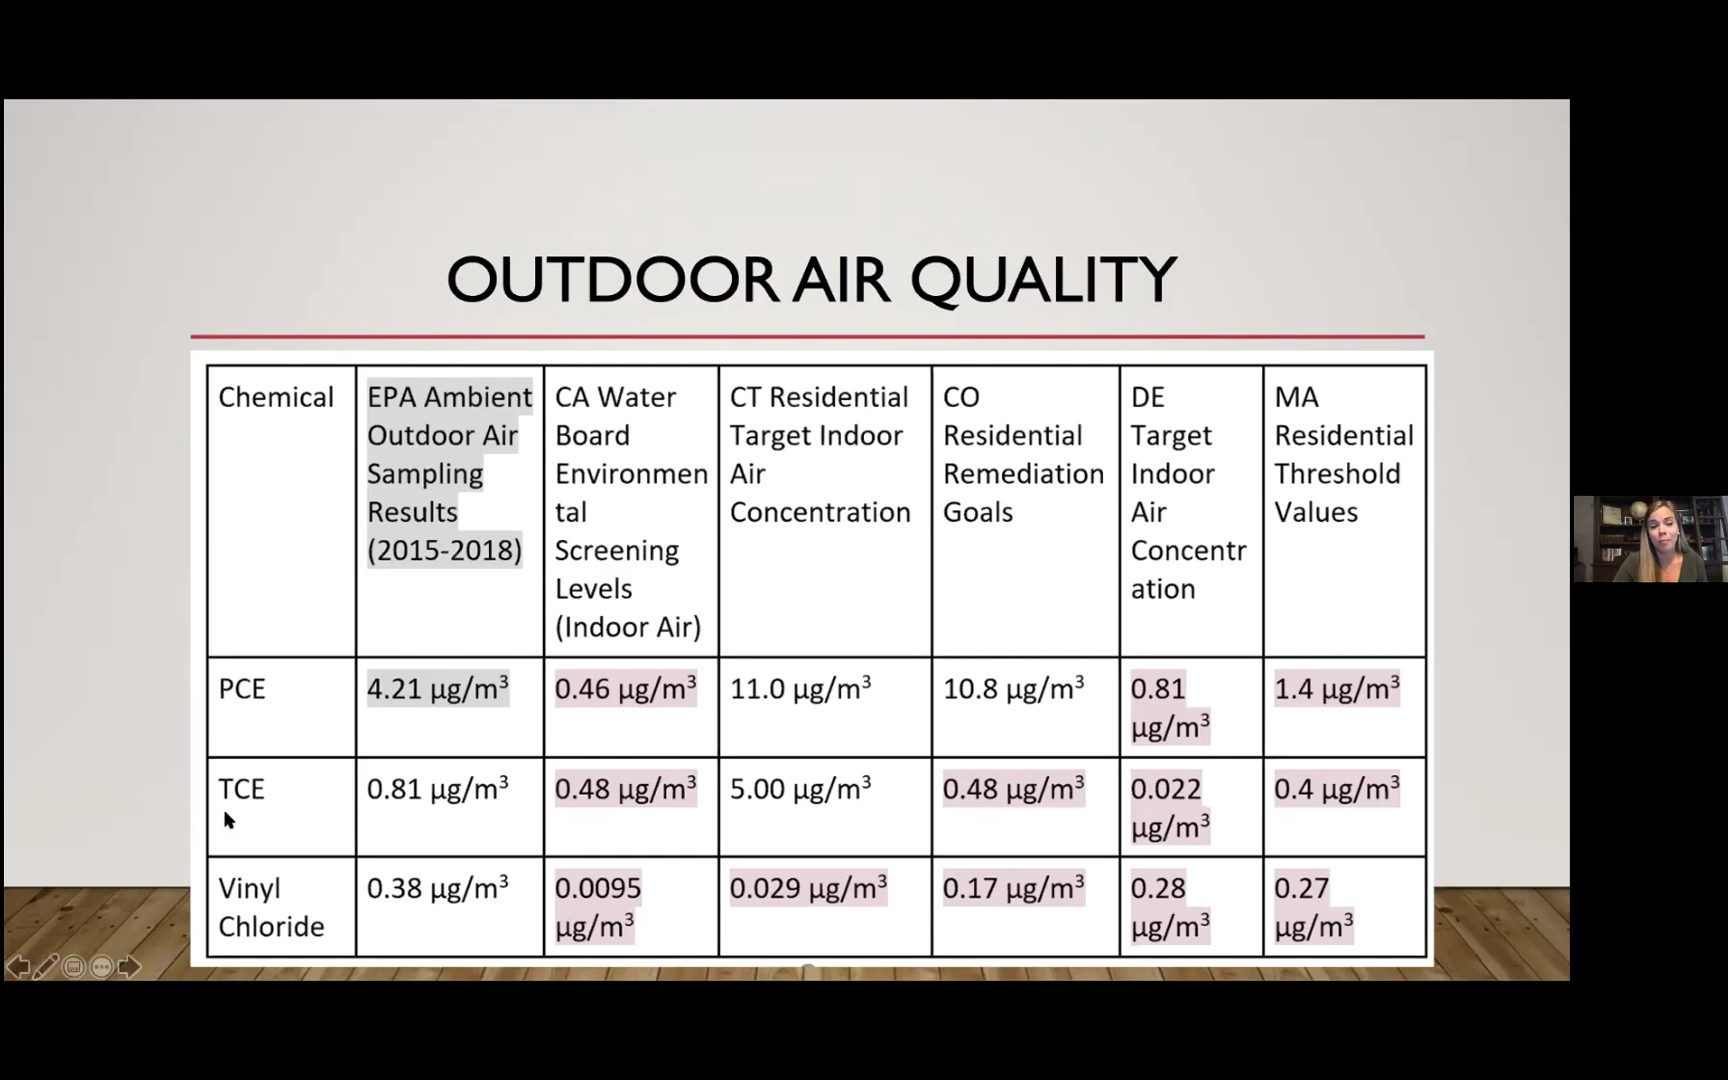 OUTDOOR AIR QUALITY
Chemical
EPA Ambient
Outdoor Air
Sampling
Results
(2015-2018)
CA Water
Board
Environmen
tal
Screening
Levels
(Indoor Air)
CT Residential
Target Indoor
Air
Concentration
CO
Residential
Remediation
Goals
DE
Target
Indoor
Air
Concentr
ation
MA
Residential
Threshold
Values
PCE
4.21 µg/m³
0.46 µg/m³
11.0 µg/m³
10.8 µg/m³
0.81
µg/m³
1.4 µg/m³
TCE
0.81 µg/m³
0.48 µg/m³
5.00 µg/m³
0.48 µg/m³
0.022
µg/m³
0.4 µg/m³
Vinyl
Chloride
0.38 µg/m³
0.0095
µg/m³
0.029 µg/m³
0.17 µg/m³
0.28
µg/m³
0.27
µg/m³